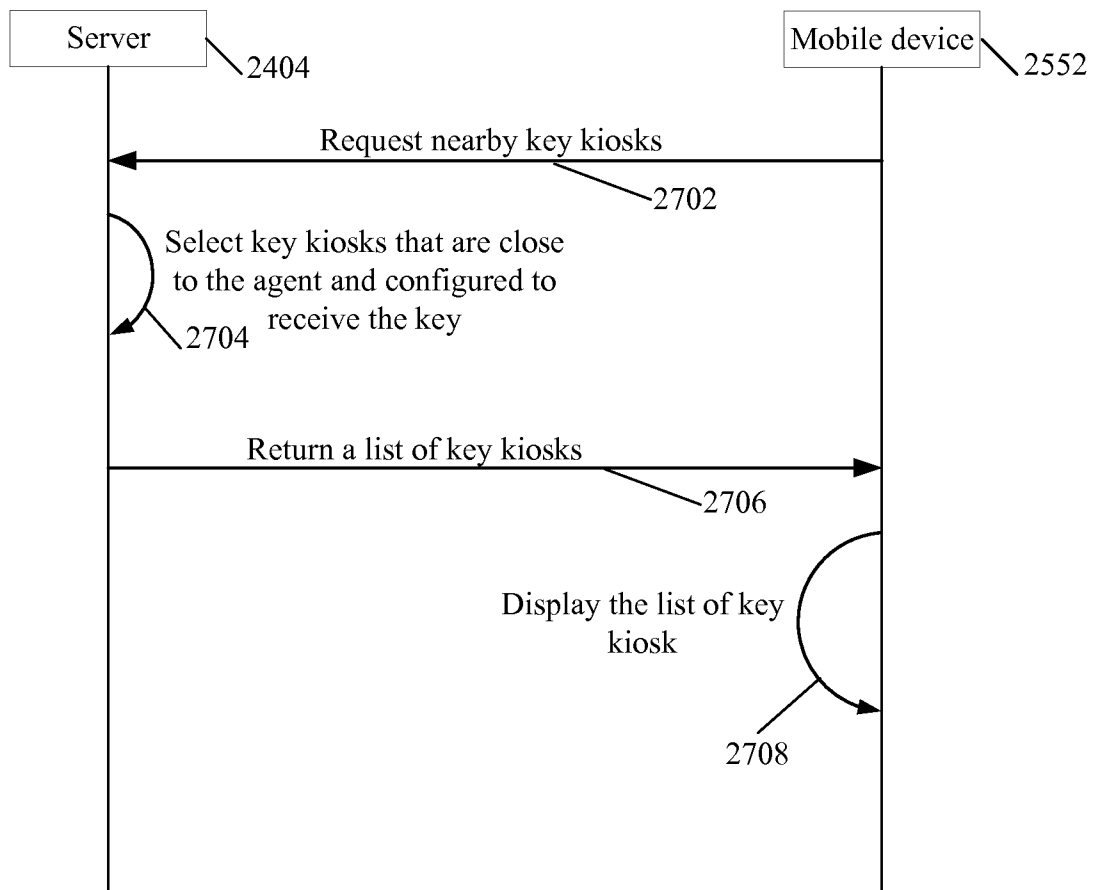 Server
2404
Mobile device
2552
Request nearby key kiosks
2702
Select key kiosks that are close
to the agent and configured to
receive the key
2704
Return a list of key kiosks
2706
Display the list of key
kiosk
2708